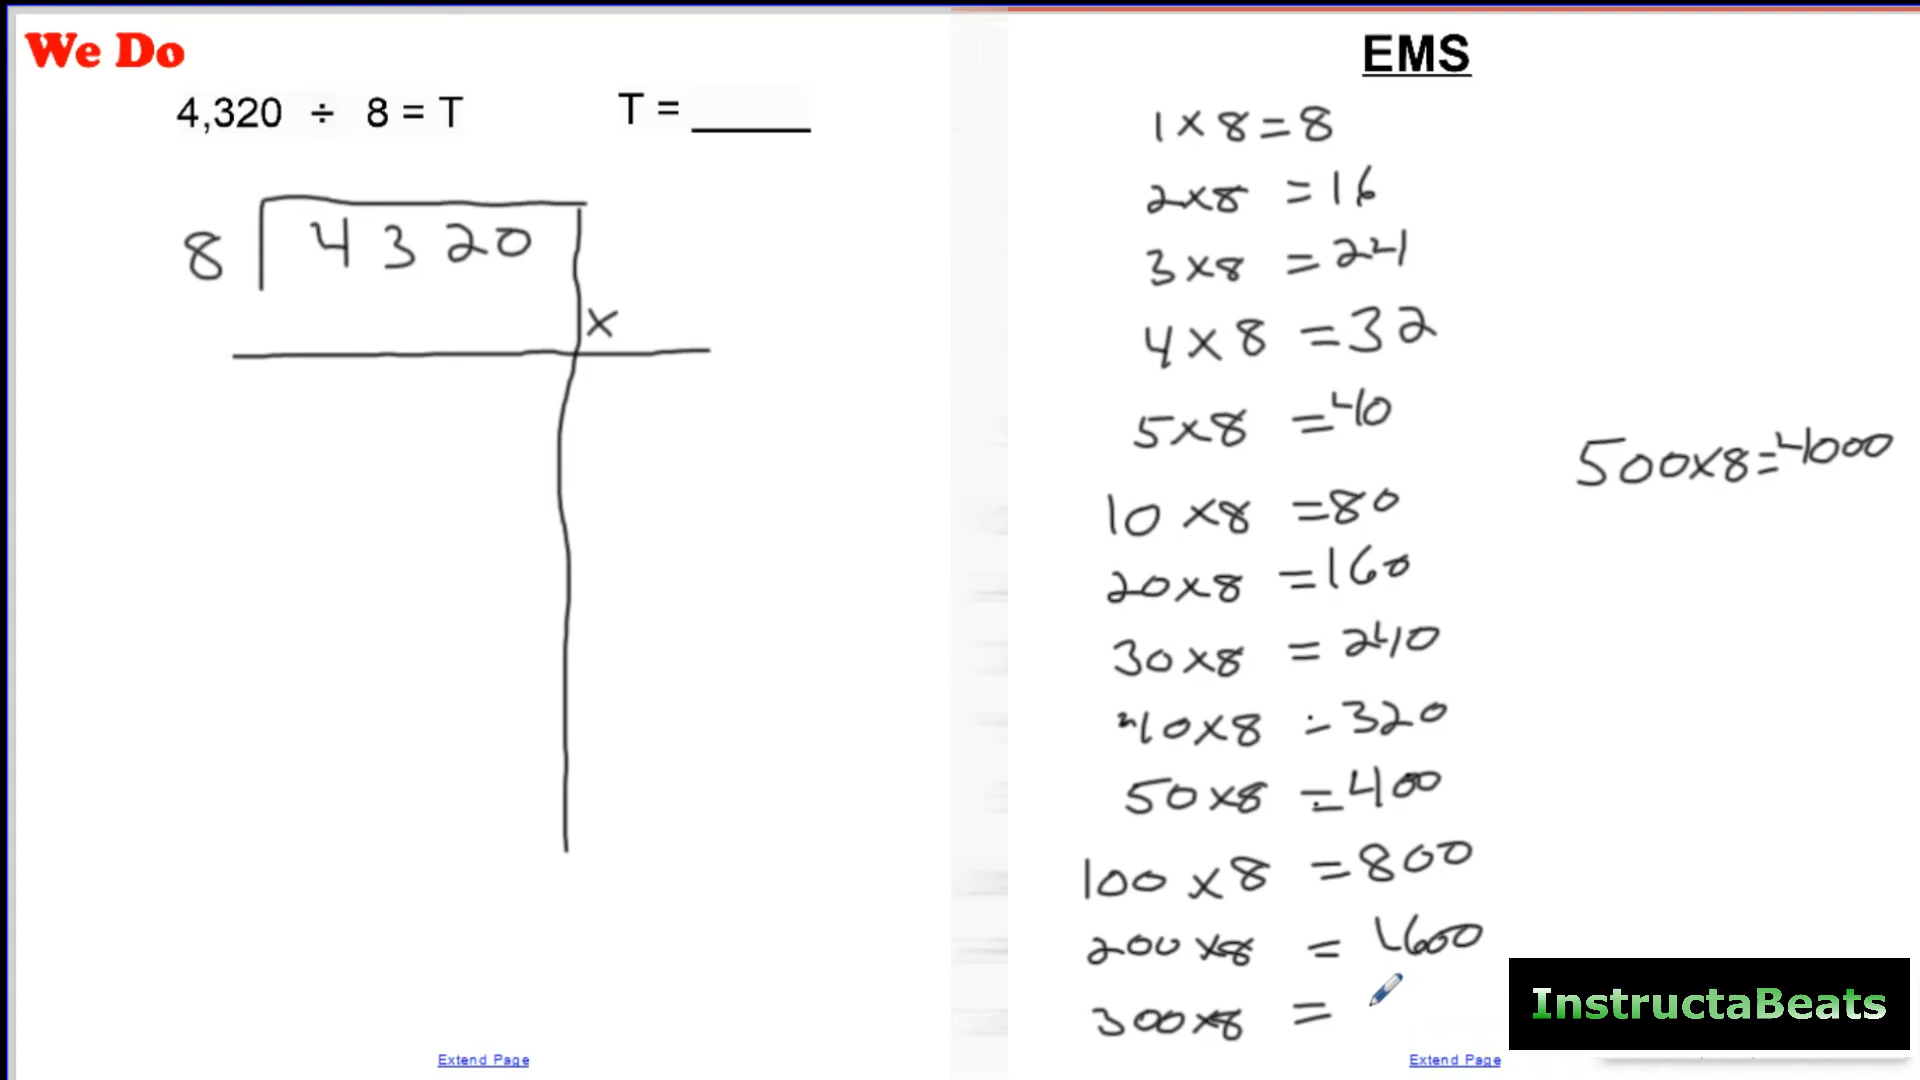 We Do
4,320 ÷ 8 = T T = _____
8 4320
x
EMS
1 x 8 = 8
2 x 8 = 16
3 x 8 = 24
4 x 8 = 32
5 x 8 = 40
500 x 8 = 4000
10 x 8 = 80
20 x 8 = 160
30 x 8 = 240
40 x 8 = 320
50 x 8 = 400
100 x 8 = 800
200 x 8 = 1600
300 x 8 =
InstructaBeats
Extend Page
Extend Page